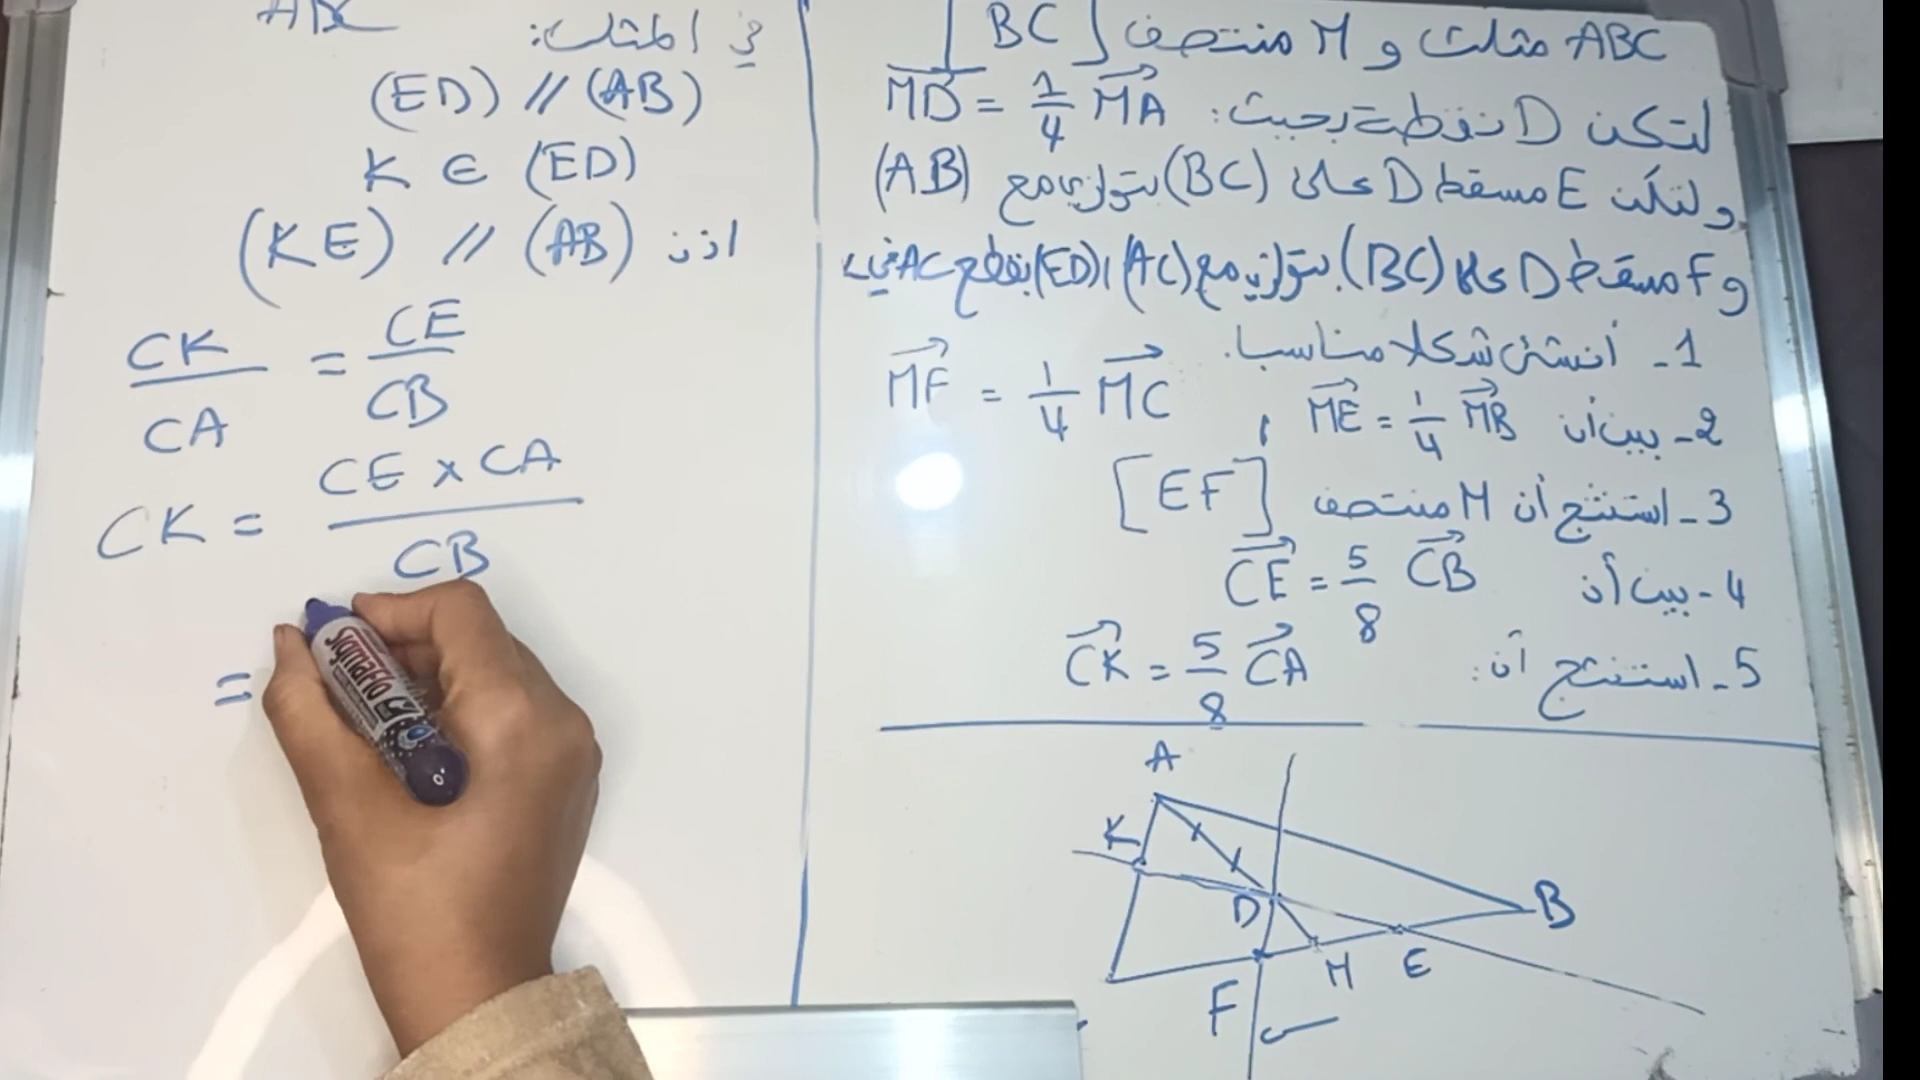 ABC مثلث و M منتصف [BC]
لتكن D نقطة بحيث: MD = 1/4 MA
و لتكن E مسقط D على (BC) بتوازي مع (AB)
و F مسقط D على (BC) بتوازي مع (AC) ، (ED) يقطع AC في
1- أنشئ شكلا مناسبا.
2- بين أن ME = 1/4 MB ، MF = 1/4 MC
3- استنتج أن M منتصف [EF]
4- بين أن CE = 5/8 CB
5- استنتج أن: CK = 5/8 CA
A
K
D
B
F
M
E
في المثلث: ABC
(ED) // (AB)
K ∈ (ED)
اذن (KE) // (AB)
CK/CA = CE/CB
CK = CE x CA / CB
=